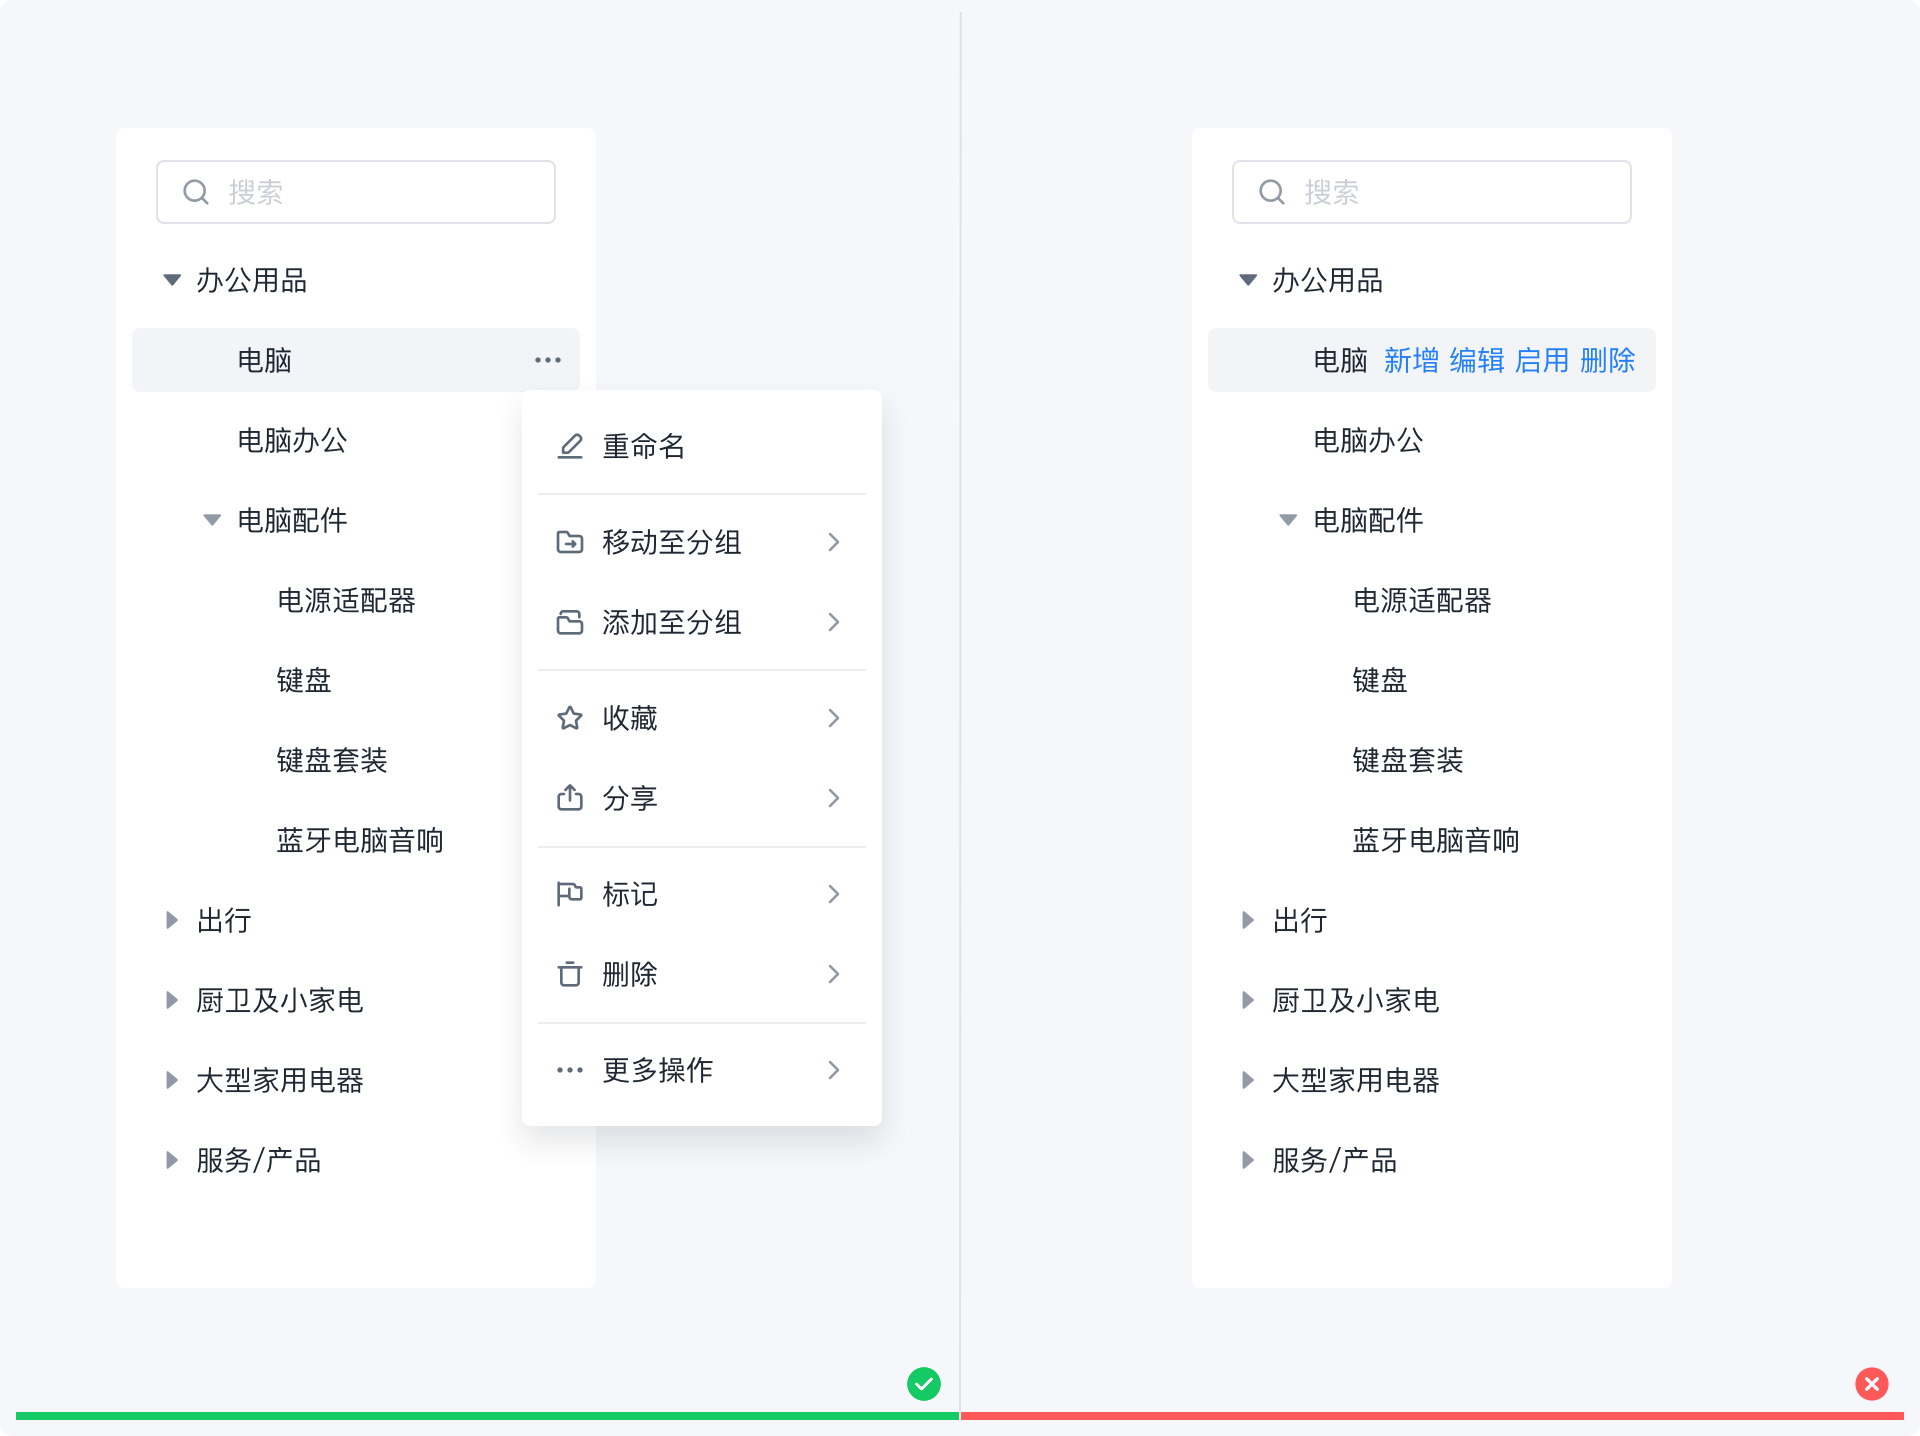 搜索
办公用品
电脑
电脑办公
电脑配件
电源适配器
键盘
键盘套装
蓝牙电脑音响
出行
厨卫及小家电
大型家用电器
服务/产品
重命名
移动至分组
添加至分组
收藏
分享
标记
删除
更多操作
搜索
办公用品
电脑 新增 编辑 启用 删除
电脑办公
电脑配件
电源适配器
键盘
键盘套装
蓝牙电脑音响
出行
厨卫及小家电
大型家用电器
服务/产品